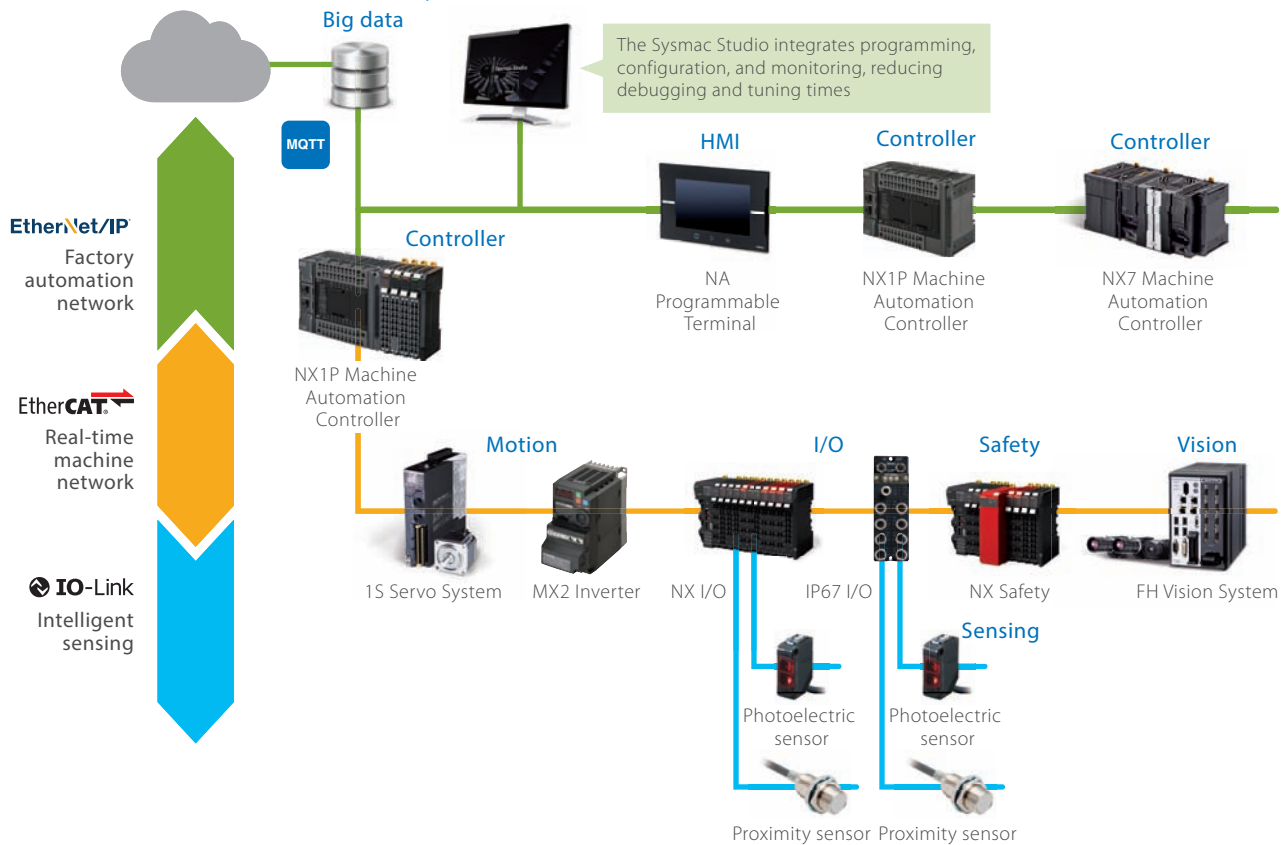 Big data
The Sysmac Studio integrates programming,
configuration, and monitoring, reducing
debugging and tuning times
Sysmac Studio
MQTT
HMI
Controller
Controller
EtherNet/IP
Factory
automation
network
Controller
NA
Programmable
Terminal
NX1P Machine
Automation
Controller
NX7 Machine
Automation
Controller
NX1P Machine
Automation
Controller
EtherCAT®
Real-time
machine
network
Motion
I/O
Safety
Vision
1S Servo System
MX2 Inverter
NX I/O
IP67 I/O
NX Safety
FH Vision System
IO-Link
Intelligent
sensing
Sensing
Photoelectric
sensor
Photoelectric
sensor
Proximity sensor
Proximity sensor